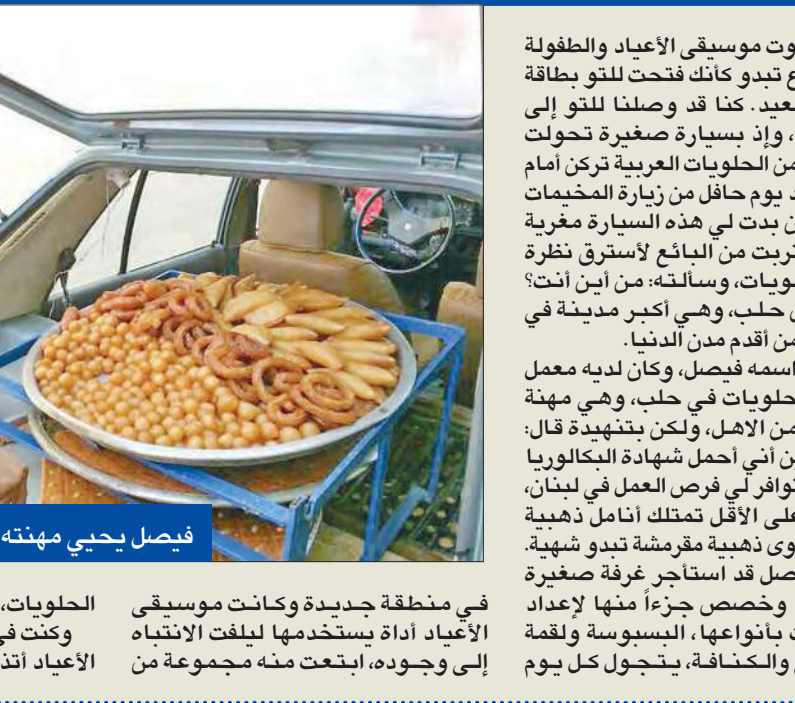 وت موسيقى الأعياد والطفولة
ع تبدو كأنك فتحت للتو بطاقة
عيد. كنا قد وصلنا للتو إلى
، وإذ بسيارة صغيرة تحولت
من الحلويات العربية تركن أمام
د يوم حافل من زيارة المخيمات
ن بدت لي هذه السيارة مغرية
تربت من البائع لأسترق نظرة
ويات، وسألته: من أين أنت؟
ن حلب، وهي أكبر مدينة في
من أقدم مدن الدنيا.
اسمه فيصل، وكان لديه معمل
حلويات في حلب، وهي مهنة
من الاهل، ولكن بتنهيدة قال:
ن أني أحمل شهادة البكالوريا
توافر لي فرص العمل في لبنان،
على الأقل تمتلك أنامل ذهبية
وى ذهبية مقرمشة تبدو شهية.
صل قد استأجر غرفة صغيرة
وخصص جزءاً منها لإعداد
ت بأنواعها، البسبوسة ولقمة
والكنافة، يتجول كل يوم
فيصل يحيي مهنته
في منطقة جديدة وكانت موسيقى
الأعياد أداة يستخدمها ليلفت الانتباه
إلى وجوده، ابتعت منه مجموعة من
الحلويات،
وكنت في
الأعياد أتذ